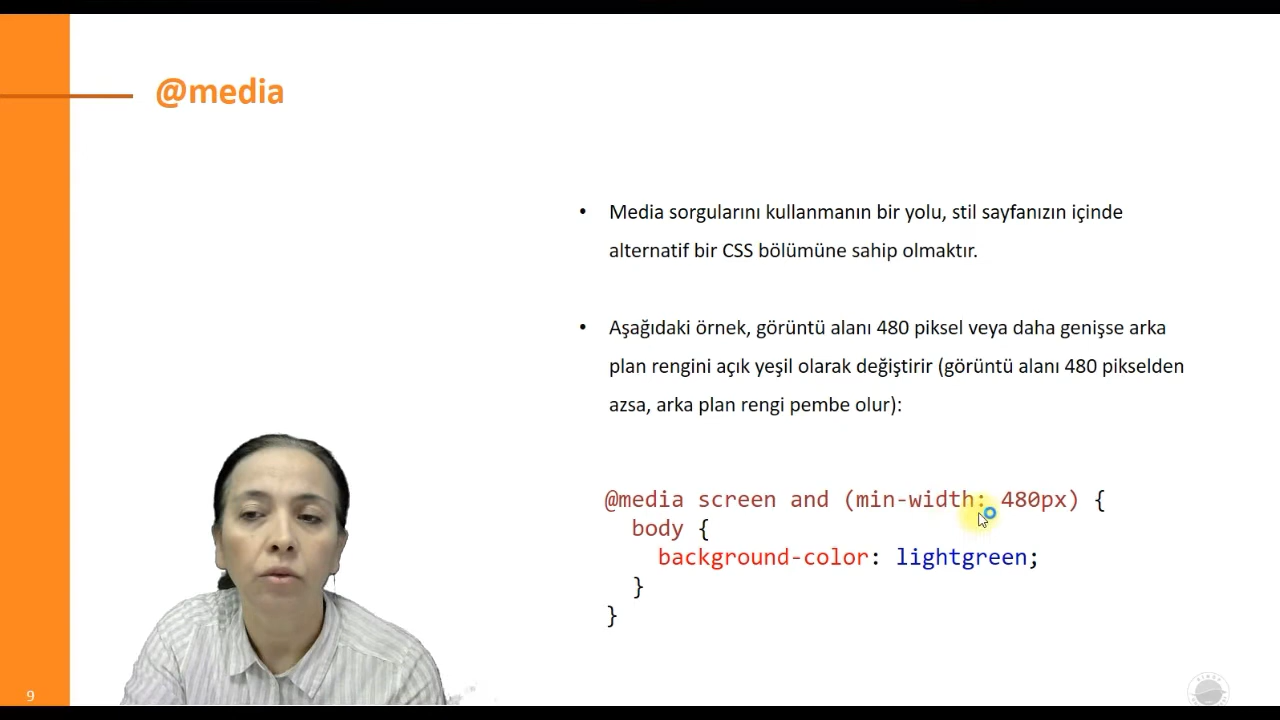 @media
• Media sorgularını kullanmanın bir yolu, stil sayfanızın içinde
alternatif bir CSS bölümüne sahip olmaktır.
• Aşağıdaki örnek, görüntü alanı 480 piksel veya daha genişse arka
plan rengini açık yeşil olarak değiştirir (görüntü alanı 480 pikselden
azsa, arka plan rengi pembe olur):
@media screen and (min-width: 480px) {
  body {
    background-color: lightgreen;
  }
}
9